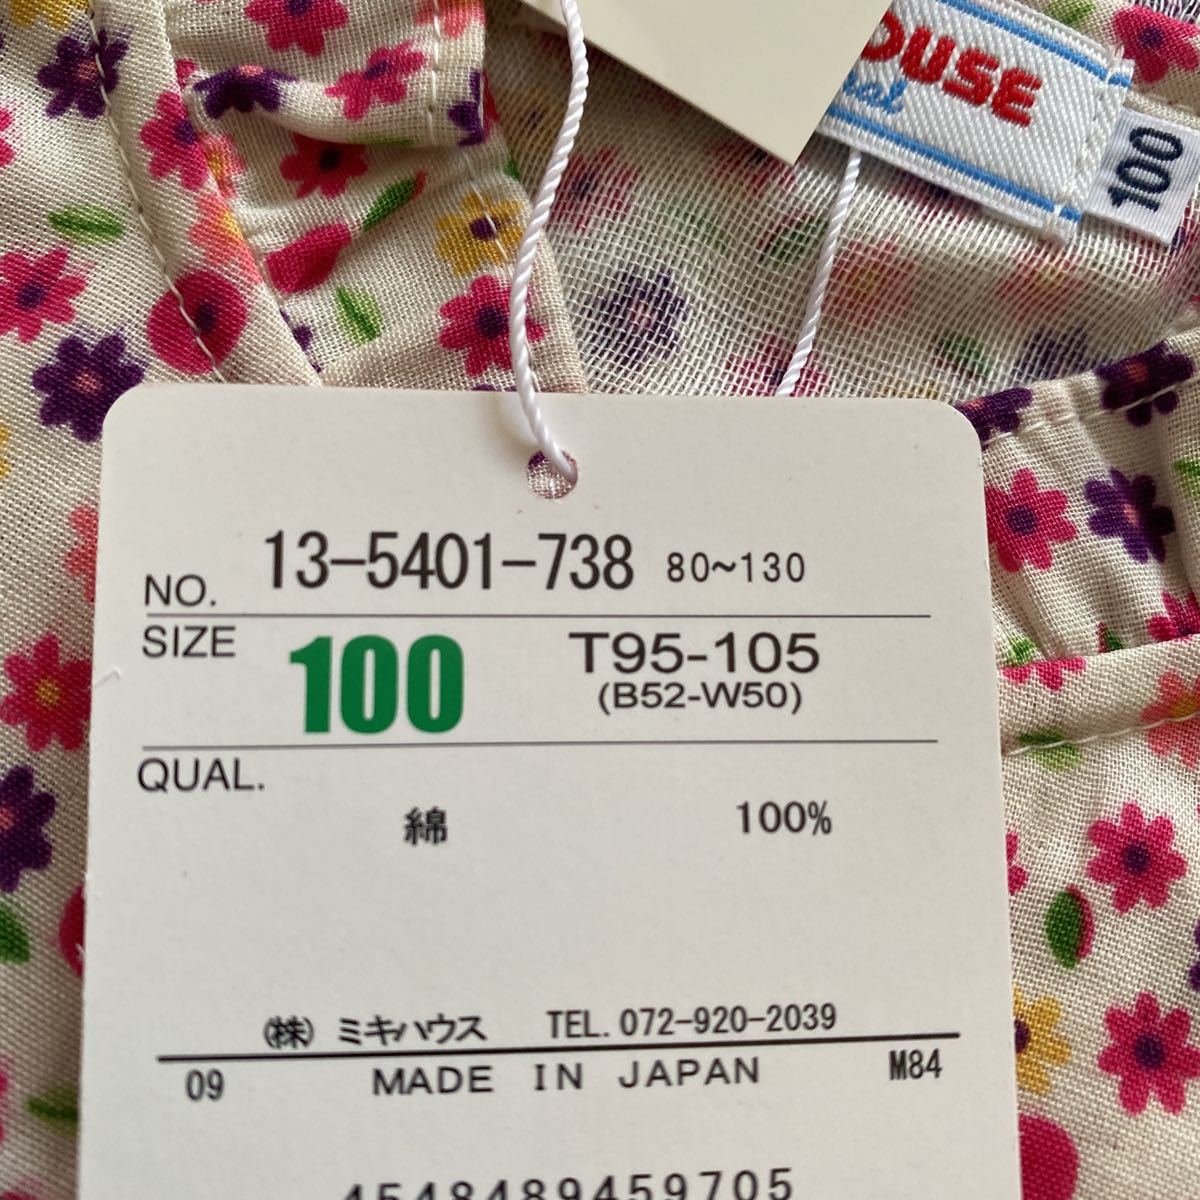 OUSE
100
NO. 13-5401-738 80~130
SIZE 100 T95-105
(B52-W50)
QUAL.
綿 100%
㈱ ミキハウス TEL. 072-920-2039
09 MADE IN JAPAN M84
4548489459705